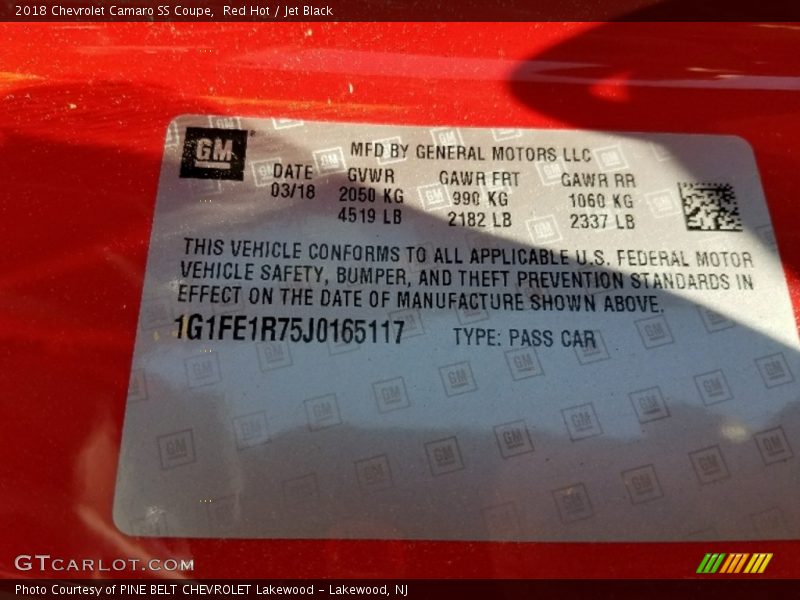 2018 Chevrolet Camaro SS Coupe,  Red Hot / Jet Black
GM
MFD BY GENERAL MOTORS LLC
DATE GVWR GAWR FRT GAWR RR
03/18 2050 KG 990 KG 1060 KG
4519 LB 2182 LB 2337 LB
THIS VEHICLE CONFORMS TO ALL APPLICABLE U.S. FEDERAL MOTOR
VEHICLE SAFETY, BUMPER, AND THEFT PREVENTION STANDARDS IN
EFFECT ON THE DATE OF MANUFACTURE SHOWN ABOVE.
1G1FE1R75J0165117 TYPE: PASS CAR
GTCARLOT.COM
Photo Courtesy of PINE BELT CHEVROLET Lakewood - Lakewood, NJ